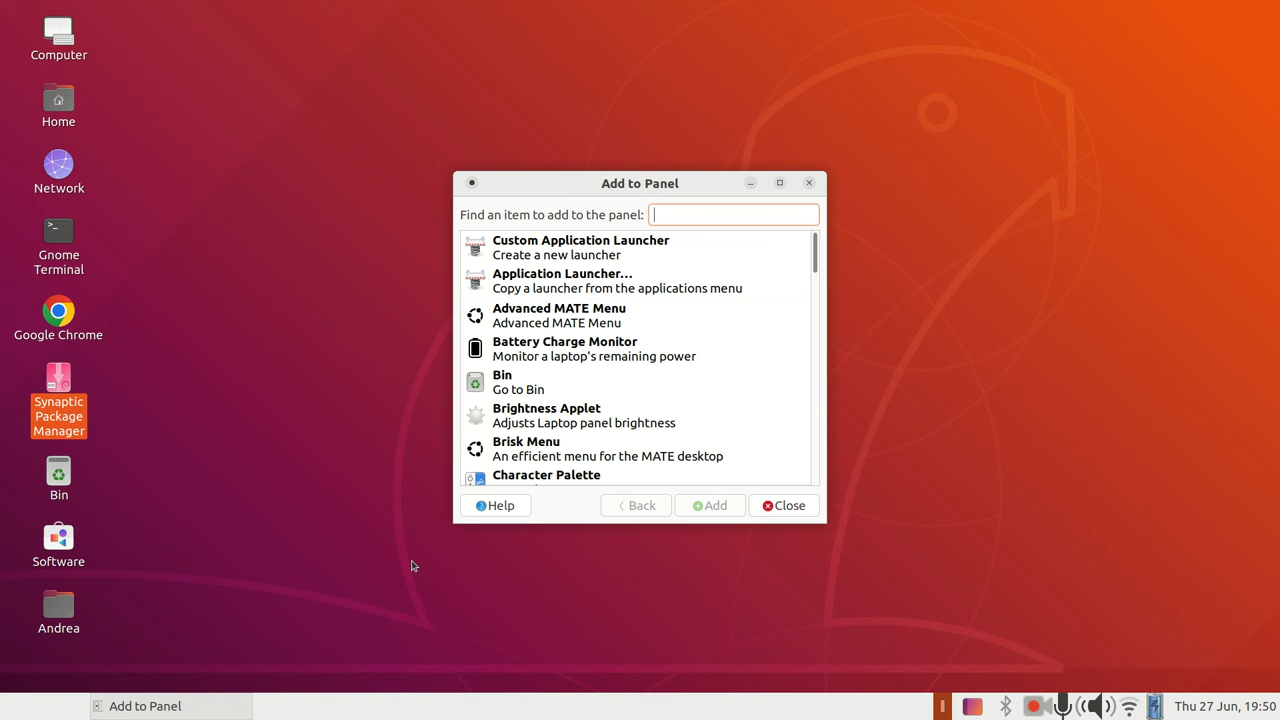 Computer
Home
Network
>_
Gnome
Terminal
Google Chrome
Synaptic
Package
Manager
Bin
Software
Andrea
Add to Panel
Find an item to add to the panel:
Custom Application Launcher
Create a new launcher
Application Launcher...
Copy a launcher from the applications menu
Advanced MATE Menu
Advanced MATE Menu
Battery Charge Monitor
Monitor a laptop's remaining power
Bin
Go to Bin
Brightness Applet
Adjusts Laptop panel brightness
Brisk Menu
An efficient menu for the MATE desktop
Character Palette
Help
Back
Add
Close
Add to Panel
Thu 27 Jun, 19:50